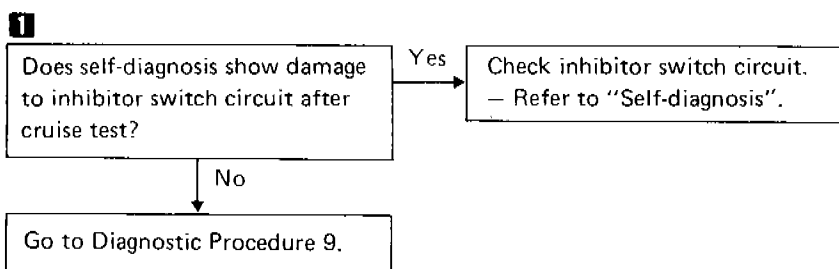 1
Does self-diagnosis show damage
to inhibitor switch circuit after
cruise test?
Yes
Check inhibitor switch circuit.
— Refer to "Self-diagnosis".
No
Go to Diagnostic Procedure 9.